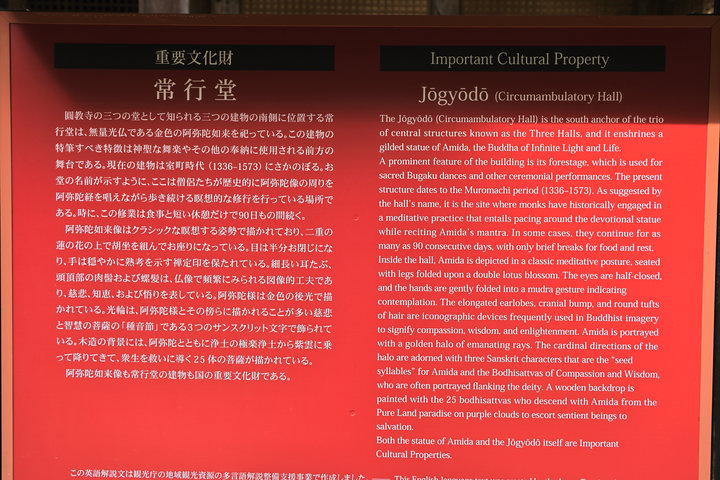 重要文化財
常行堂
圓教寺の三つの堂として知られる三つの建物の南側に位置する常
行堂は、無量光仏である金色の阿弥陀如来を祀っている。この建物の
特筆すべき特徴は神聖な舞楽やその他の奉納に使用される前方の
舞台である。現在の建物は室町時代（1336–1573）にさかのぼる。お
堂の名前が示すように、ここは僧侶たちが歴史的に阿弥陀像の周りを
阿弥陀経を唱えながら歩き続ける瞑想的な修行を行っている場所で
ある。時に、この修業は食事と短い休憩だけで90日もの間続く。
阿弥陀如来像はクラシックな瞑想する姿勢で描かれており、二重の
蓮の花の上で胡坐を組んでお座りになっている。目は半分お閉じにな
り、手は穏やかに熟考を示す禅定印を保たれている。細長い耳たぶ、
頭頂部の肉髻および螺髪は、仏像で頻繁にみられる図像的工夫であ
り、慈悲、知恵、および悟りを表している。阿弥陀様は金色の後光で描
かれている。光輪は、阿弥陀様とその傍らに描かれることが多い慈悲
と智慧の菩薩の「種音節」である3つのサンスクリット文字で飾られて
いる。木造の背景には、阿弥陀とともに浄土の極楽浄土から紫雲に乗
って降りてきて、衆生を救いに導く25体の菩薩が描かれている。
阿弥陀如来像も常行堂の建物も国の重要文化財である。
この英語解説文は観光庁の地域観光資源の多言語解説整備支援事業で作成しました
Important Cultural Property
Jōgyōdō (Circumambulatory Hall)
The Jōgyōdō (Circumambulatory Hall) is the south anchor of the trio
of central structures known as the Three Halls, and it enshrines a
gilded statue of Amida, the Buddha of Infinite Light and Life.
A prominent feature of the building is its forestage, which is used for
sacred Bugaku dances and other ceremonial performances. The present
structure dates to the Muromachi period (1336–1573). As suggested by
the hall's name, it is the site where monks have historically engaged in
a meditative practice that entails pacing around the devotional statue
while reciting Amida's mantra. In some cases, they continue for as
many as 90 consecutive days, with only brief breaks for food and rest.
Inside the hall, Amida is depicted in a classic meditative posture, seated
with legs folded upon a double lotus blossom. The eyes are half-closed,
and the hands are gently folded into a mudra gesture indicating
contemplation. The elongated earlobes, cranial bump, and round tufts
of hair are iconographic devices frequently used in Buddhist imagery
to signify compassion, wisdom, and enlightenment. Amida is portrayed
with a golden halo of emanating rays. The cardinal directions of the
halo are adorned with three Sanskrit characters that are the "seed
syllables" for Amida and the Bodhisattvas of Compassion and Wisdom,
who are often portrayed flanking the deity. A wooden backdrop is
painted with the 25 bodhisattvas who descend with Amida from the
Pure Land paradise on purple clouds to escort sentient beings to
salvation.
Both the statue of Amida and the Jōgyōdō itself are Important
Cultural Properties.